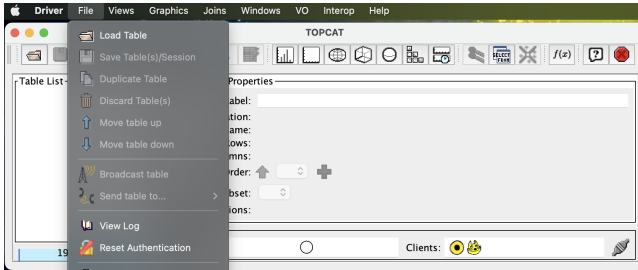 Driver File Views Graphics Joins Windows VO Interop Help
TOPCAT
Load Table
Save Table(s)/Session
Duplicate Table
Discard Table(s)
Move table up
Move table down
Broadcast table
Send table to...
View Log
Reset Authentication
SELECT FROM
f(x)
?
Table List
Properties
abel:
ation:
ame:
ows:
mns:
rder:
bset:
ions:
19
Clients: